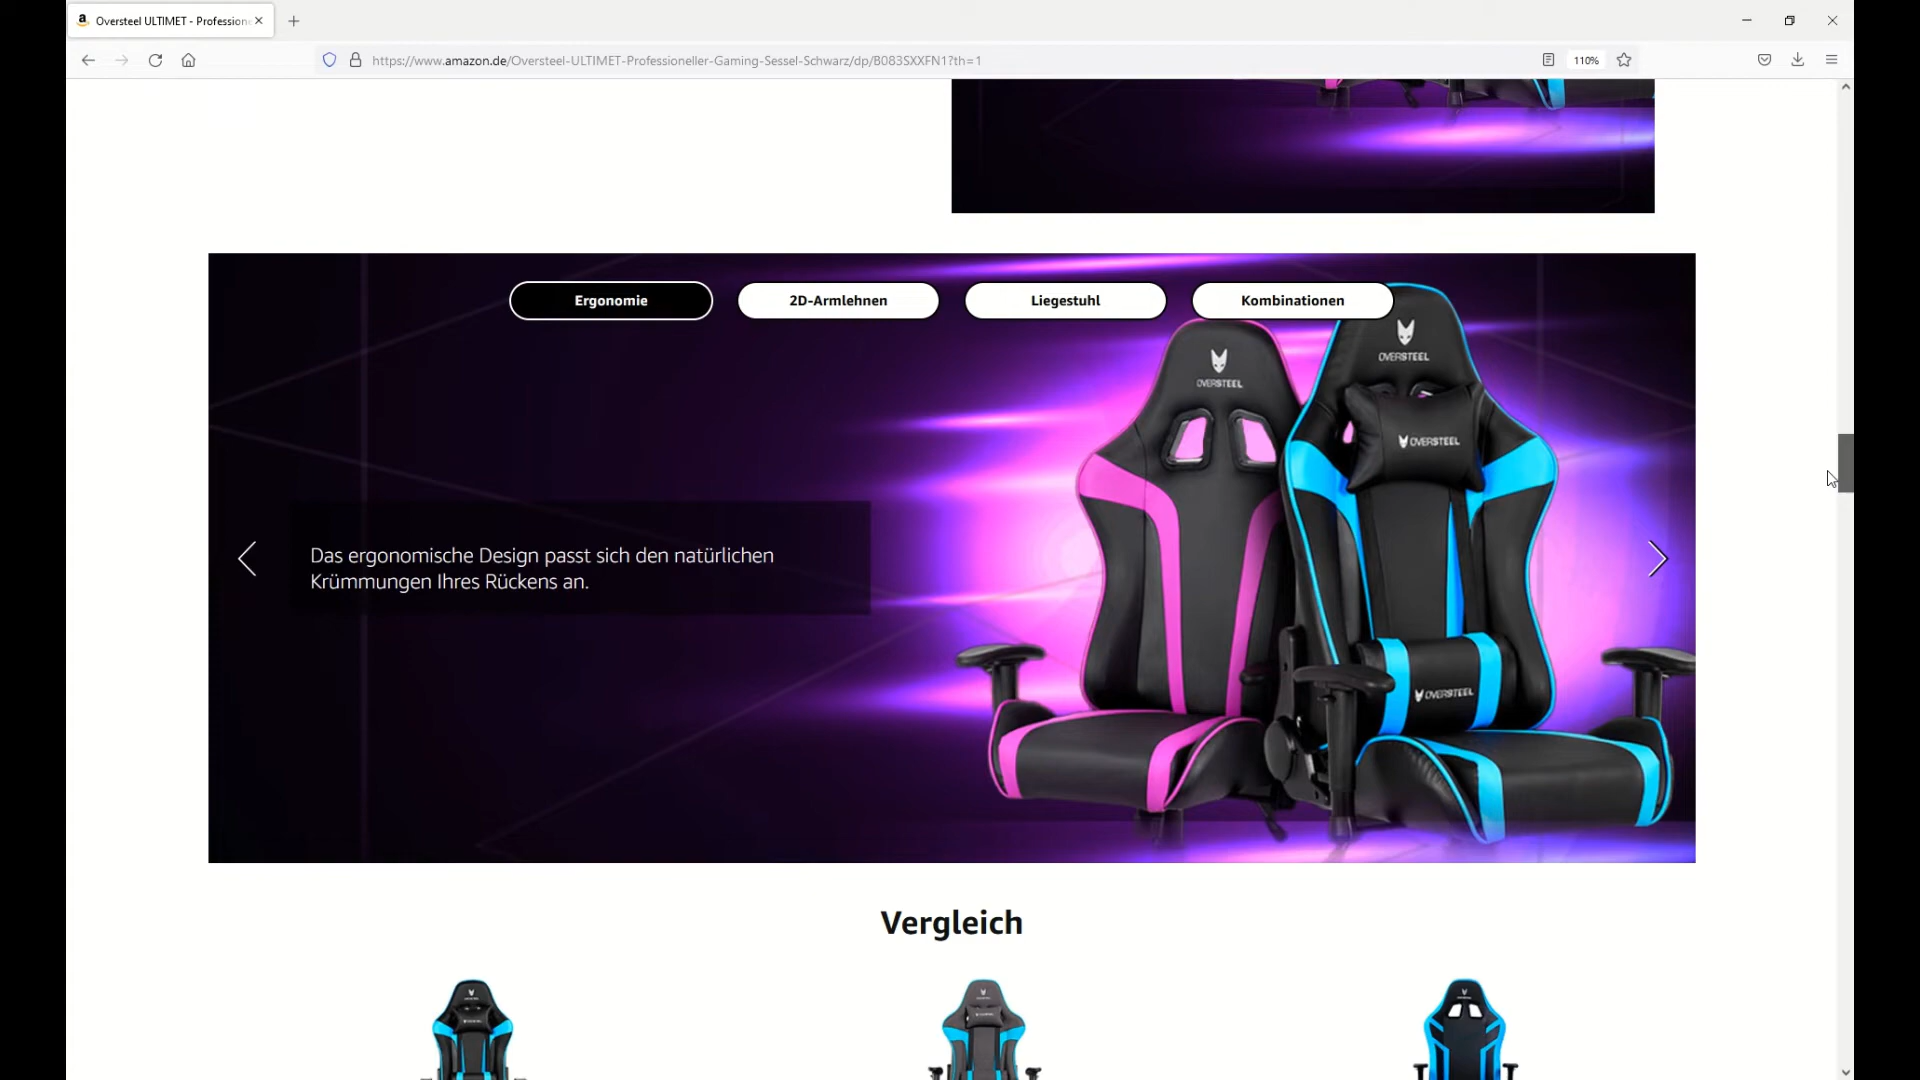 Oversteel ULTIMET - Profession
https://www.amazon.de/Oversteel-ULTIMET-Professioneller-Gaming-Sessel-Schwarz/dp/B083SXXFN1?th=1
110%
Ergonomie
2D-Armlehnen
Liegestuhl
Kombinationen
OVERSTEEL
OVERSTEEL
OVERSTEEL
Das ergonomische Design passt sich den natürlichen
Krümmungen Ihres Rückens an.
OVERSTEEL
Vergleich